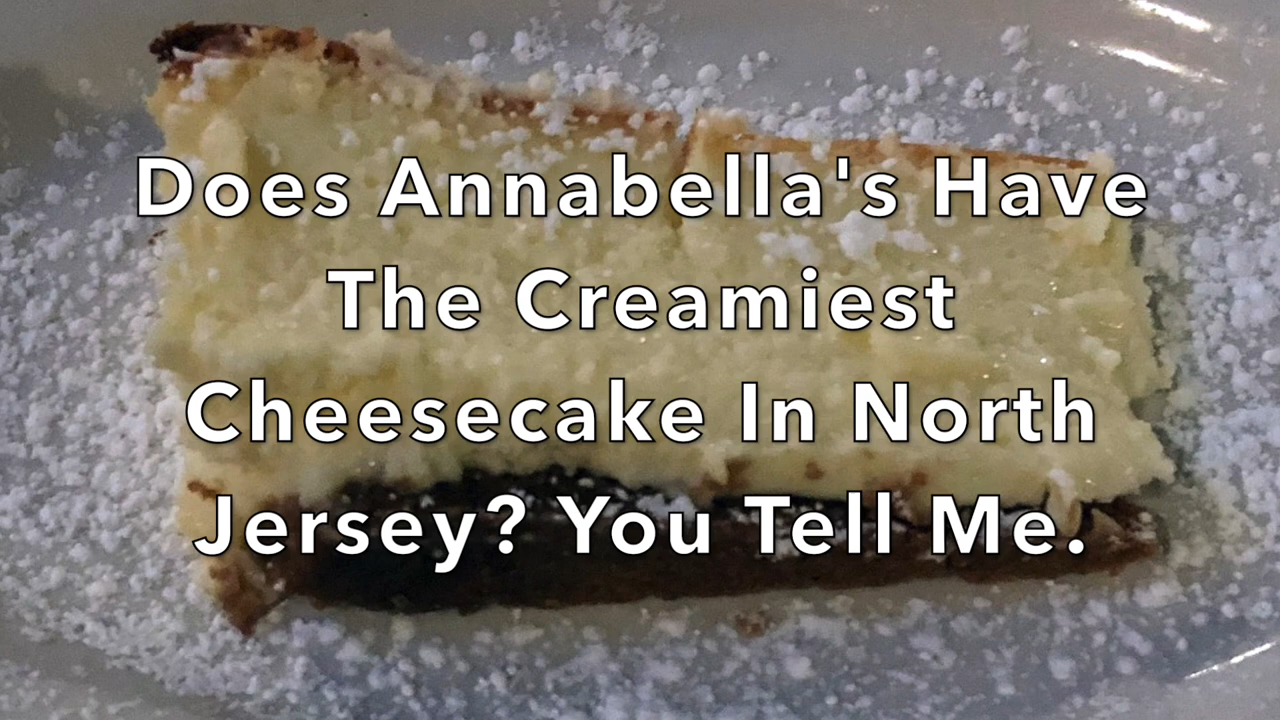 Does Annabella's Have
The Creamiest
Cheesecake In North
Jersey? You Tell Me.